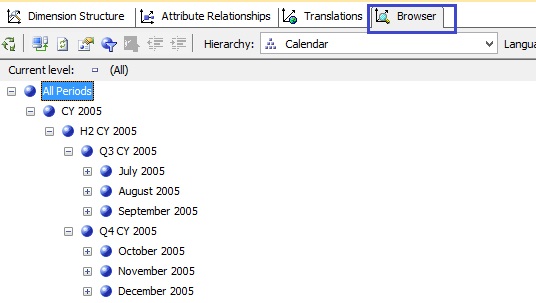 Dimension Structure Attribute Relationships Translations Browser
Hierarchy: Calendar Langua
Current level: (All)
All Periods
CY 2005
H2 CY 2005
Q3 CY 2005
July 2005
August 2005
September 2005
Q4 CY 2005
October 2005
November 2005
December 2005